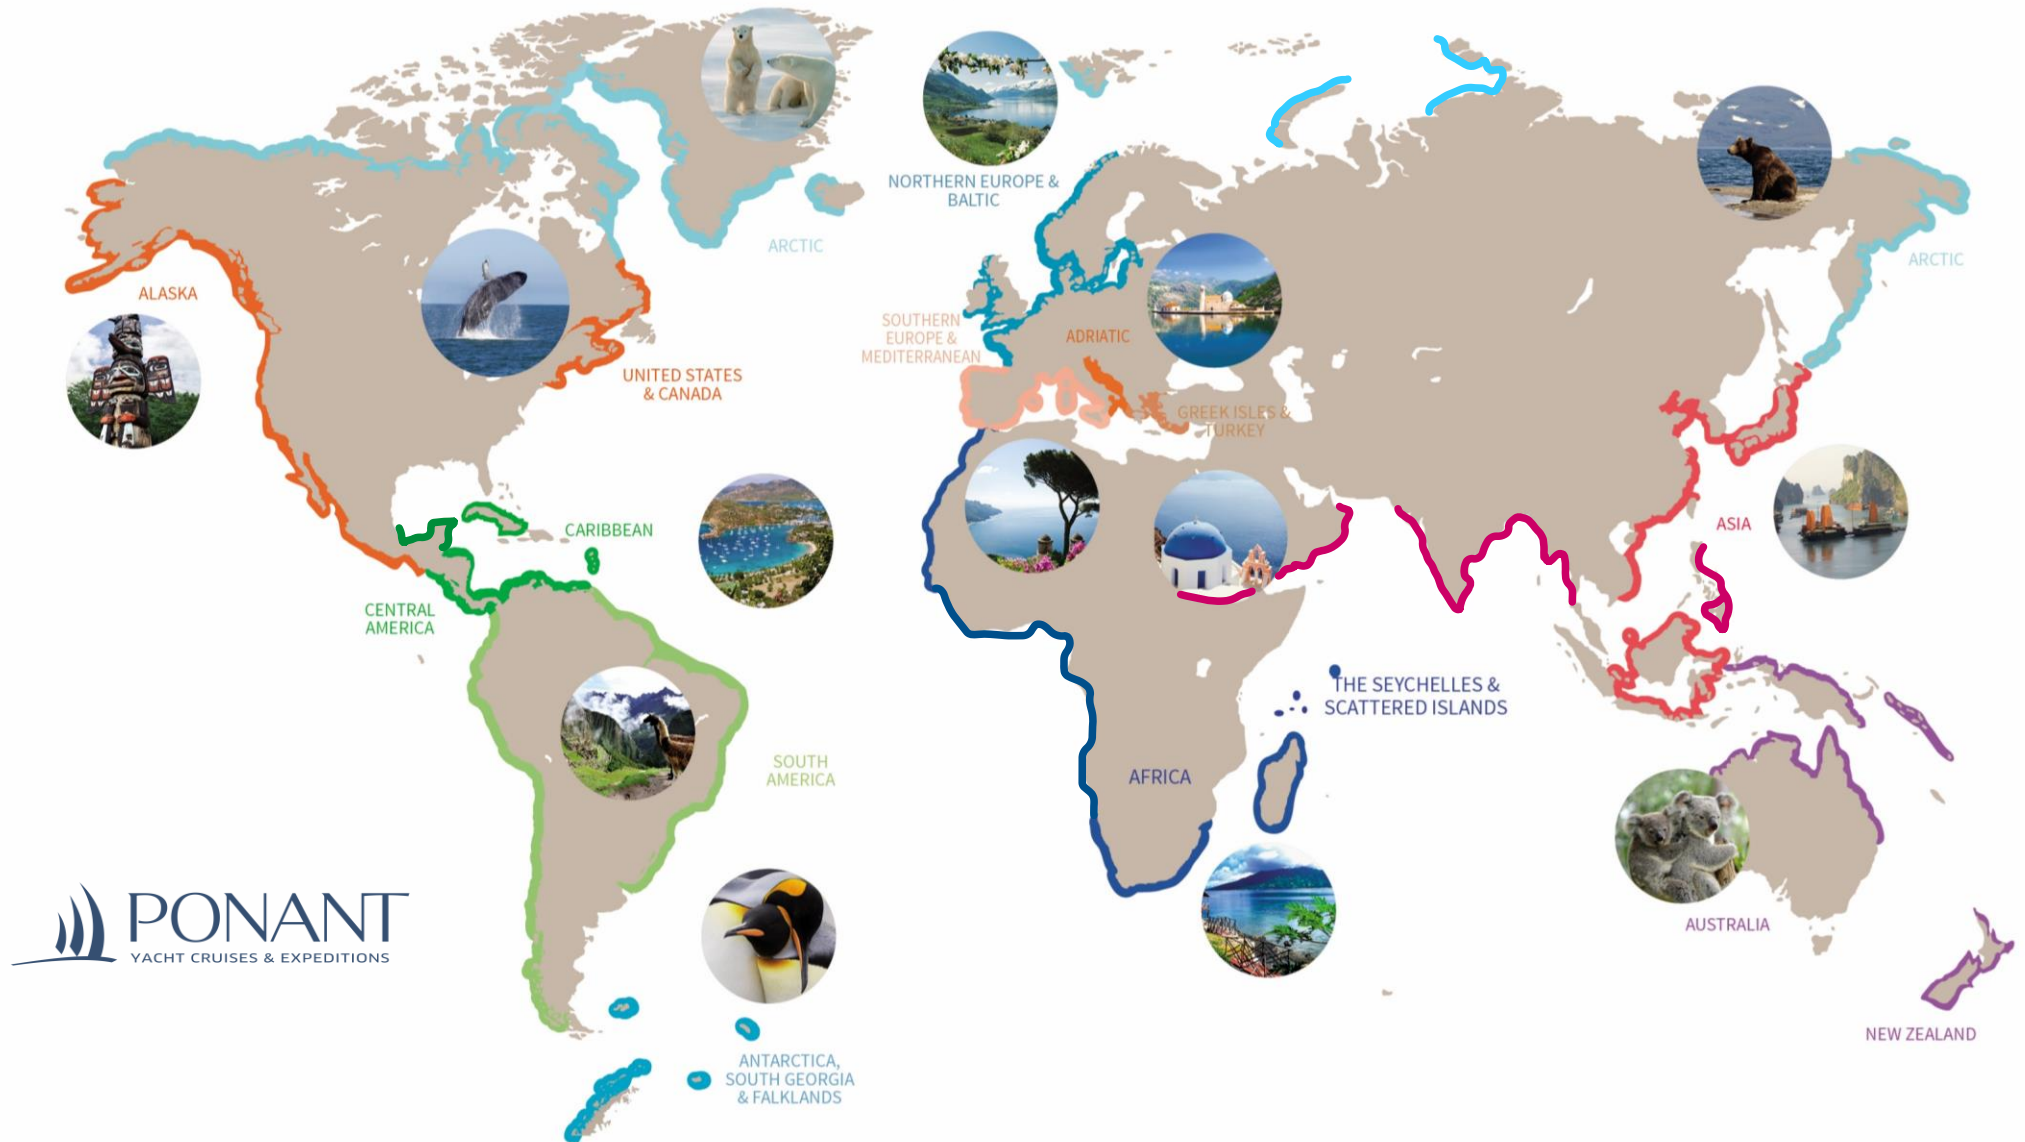 NORTHERN EUROPE &
BALTIC
ARCTIC
ARCTIC
ALASKA
SOUTHERN
EUROPE &
MEDITERRANEAN
ADRIATIC
UNITED STATES
& CANADA
GREEK ISLES &
TURKEY
CARIBBEAN
ASIA
CENTRAL
AMERICA
THE SEYCHELLES &
SCATTERED ISLANDS
SOUTH
AMERICA
AFRICA
PONANT
YACHT CRUISES & EXPEDITIONS
AUSTRALIA
NEW ZEALAND
ANTARCTICA,
SOUTH GEORGIA
& FALKLANDS